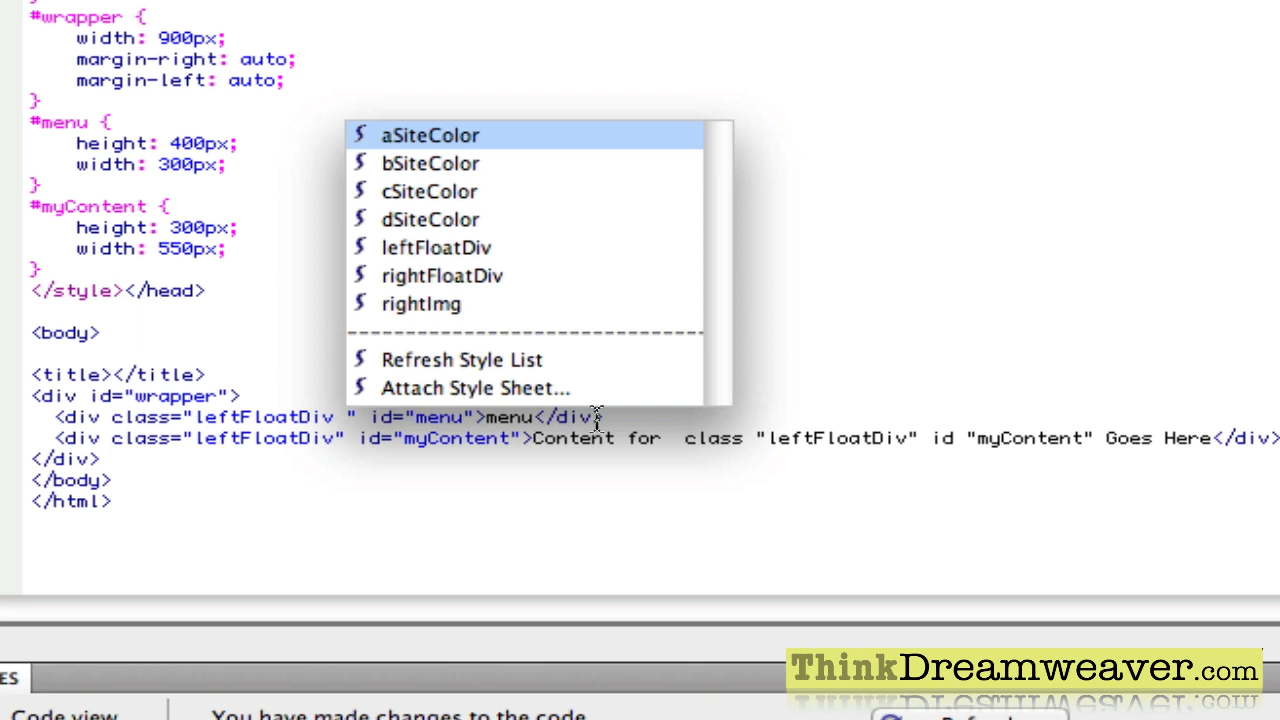 #wrapper {
width: 900px;
margin-right: auto;
margin-left: auto;
}
#menu {
height: 400px;
width: 300px;
}
#myContent {
height: 300px;
width: 550px;
}
</style></head>
<body>
<title></title>
<div id="wrapper">
<div class="leftFloatDiv " id="menu">menu</div>
<div class="leftFloatDiv" id="myContent">Content for  class "leftFloatDiv" id "myContent" Goes Here</div>
</div>
</body>
</html>
aSiteColor
bSiteColor
cSiteColor
dSiteColor
leftFloatDiv
rightFloatDiv
rightImg
Refresh Style List
Attach Style Sheet...
ES
ThinkDreamweaver.com
Code view
You have made changes to the code
Refresh